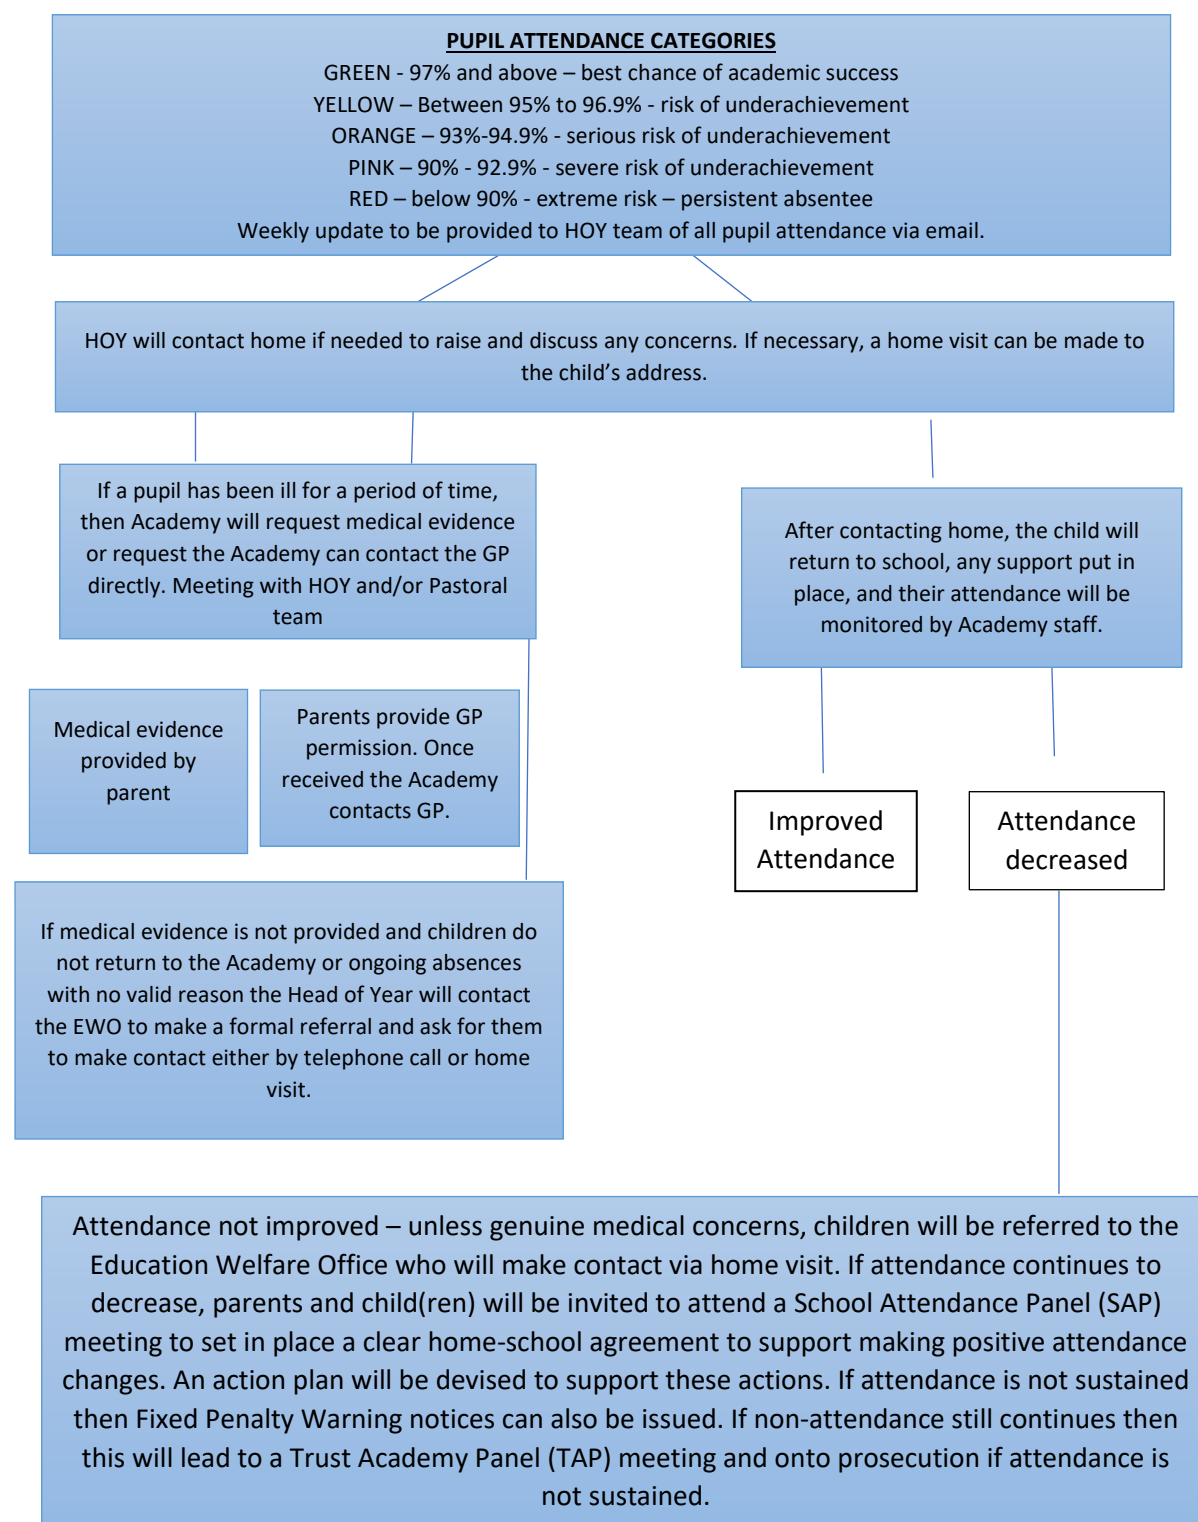 PUPIL ATTENDANCE CATEGORIES
GREEN - 97% and above – best chance of academic success
YELLOW – Between 95% to 96.9% - risk of underachievement
ORANGE – 93%-94.9% - serious risk of underachievement
PINK – 90% - 92.9% - severe risk of underachievement
RED – below 90% - extreme risk – persistent absentee
Weekly update to be provided to HOY team of all pupil attendance via email.
HOY will contact home if needed to raise and discuss any concerns. If necessary, a home visit can be made to
the child’s address.
If a pupil has been ill for a period of time,
then Academy will request medical evidence
or request the Academy can contact the GP
directly. Meeting with HOY and/or Pastoral
team
After contacting home, the child will
return to school, any support put in
place, and their attendance will be
monitored by Academy staff.
Medical evidence
provided by
parent
Parents provide GP
permission. Once
received the Academy
contacts GP.
Improved
Attendance
Attendance
decreased
If medical evidence is not provided and children do
not return to the Academy or ongoing absences
with no valid reason the Head of Year will contact
the EWO to make a formal referral and ask for them
to make contact either by telephone call or home
visit.
Attendance not improved – unless genuine medical concerns, children will be referred to the
Education Welfare Office who will make contact via home visit. If attendance continues to
decrease, parents and child(ren) will be invited to attend a School Attendance Panel (SAP)
meeting to set in place a clear home-school agreement to support making positive attendance
changes. An action plan will be devised to support these actions. If attendance is not sustained
then Fixed Penalty Warning notices can also be issued. If non-attendance still continues then
this will lead to a Trust Academy Panel (TAP) meeting and onto prosecution if attendance is
not sustained.